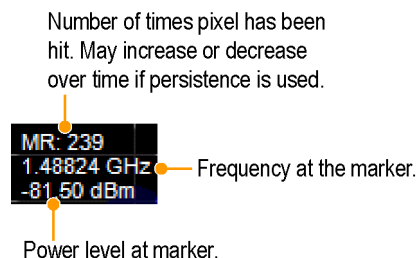 Number of times pixel has been
hit. May increase or decrease
over time if persistence is used.
MR: 239
1.48824 GHz
Frequency at the marker.
-81.50 dBm
Power level at marker.